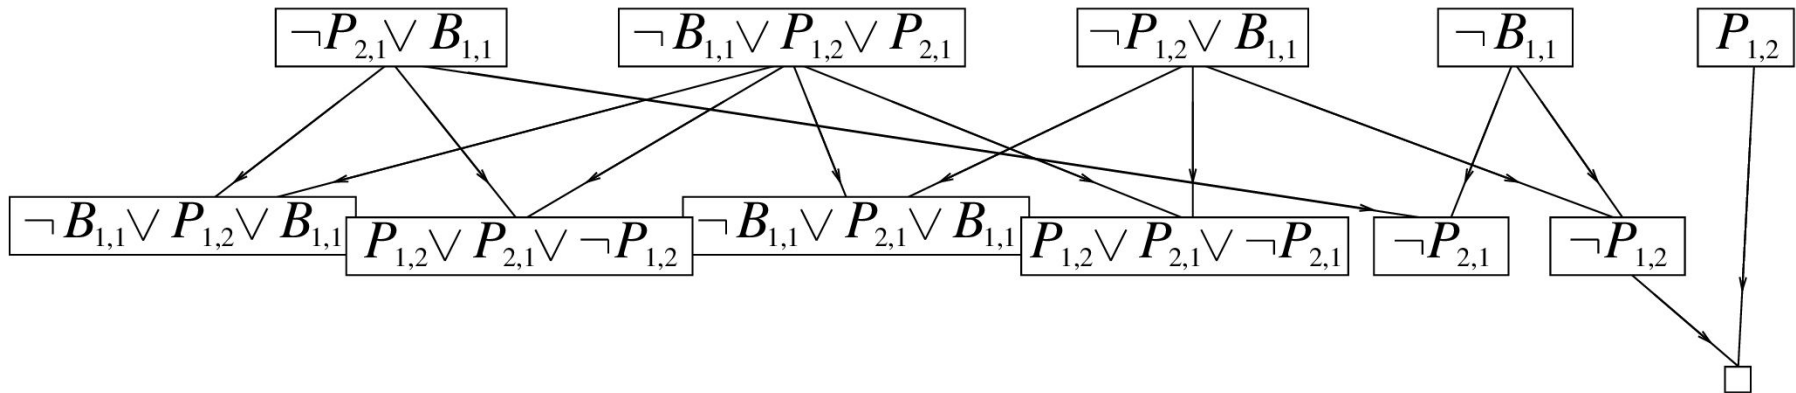 ¬P2,1 ∨ B1,1
¬B1,1 ∨ P1,2 ∨ P2,1
¬P1,2 ∨ B1,1
¬B1,1
P1,2
¬B1,1 ∨ P1,2 ∨ B1,1
P1,2 ∨ P2,1 ∨ ¬P1,2
¬B1,1 ∨ P2,1 ∨ B1,1
P1,2 ∨ P2,1 ∨ ¬P2,1
¬P2,1
¬P1,2